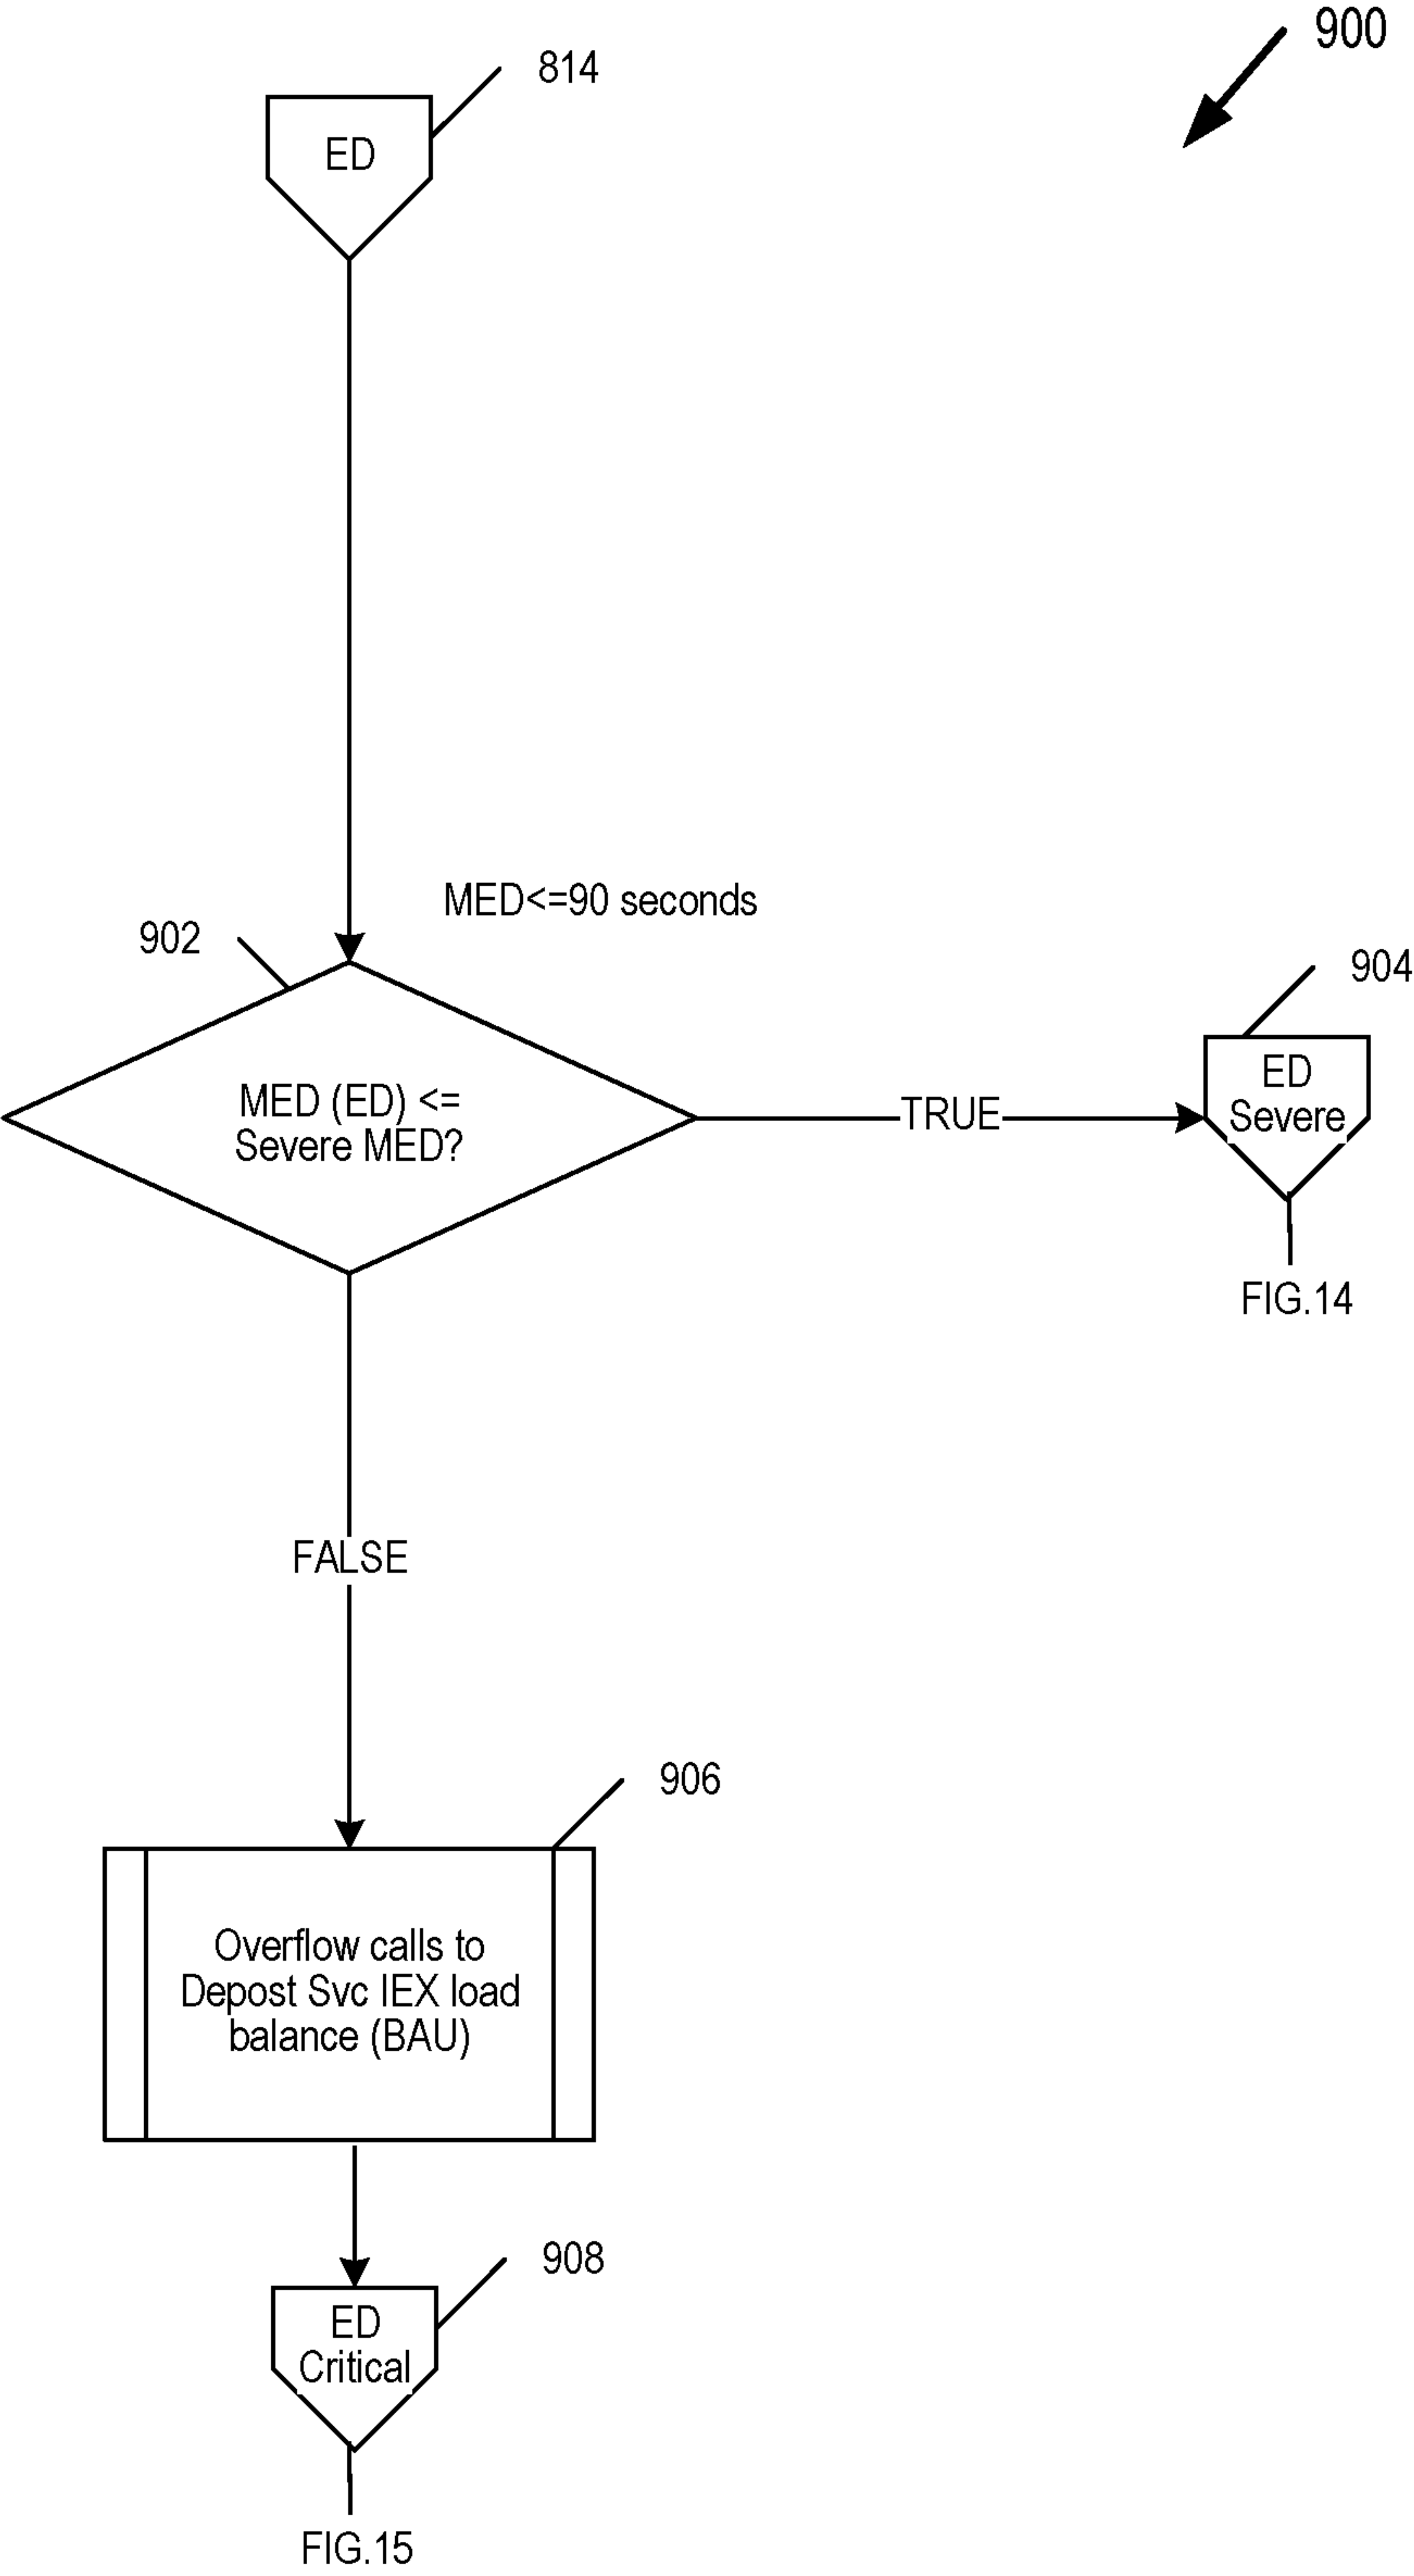 900
814
ED
MED<=90 seconds
902
904
ED
Severe
MED (ED) <=
Severe MED?
TRUE
FIG.14
FALSE
906
Overflow calls to
Depost Svc IEX load
balance (BAU)
908
ED
Critical
FIG.15